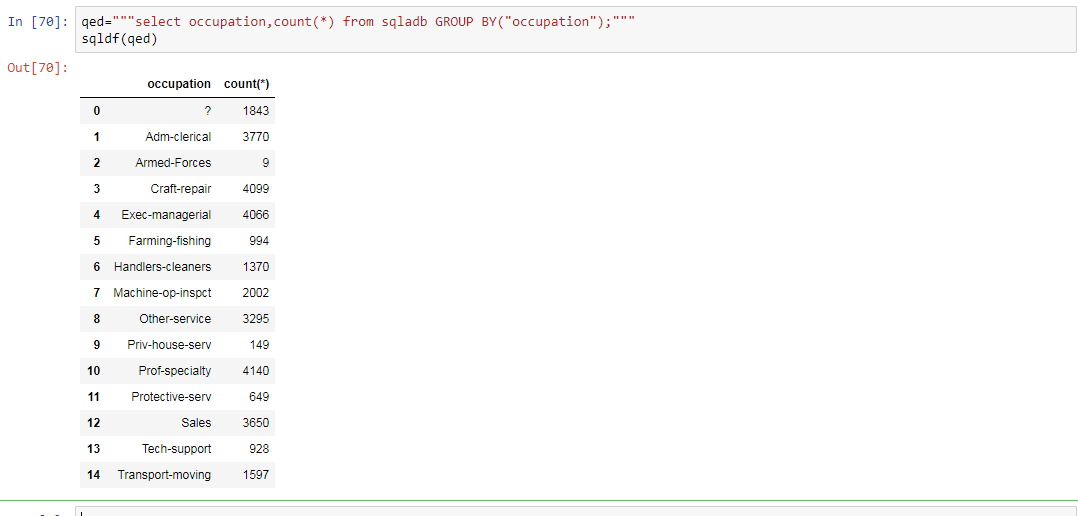 In [70]: qed="""select occupation,count(*) from sqladb GROUP BY("occupation");"""
sqldf(qed)
Out[70]:
occupation count(*)
0 ? 1843
1 Adm-clerical 3770
2 Armed-Forces 9
3 Craft-repair 4099
4 Exec-managerial 4066
5 Farming-fishing 994
6 Handlers-cleaners 1370
7 Machine-op-inspct 2002
8 Other-service 3295
9 Priv-house-serv 149
10 Prof-specialty 4140
11 Protective-serv 649
12 Sales 3650
13 Tech-support 928
14 Transport-moving 1597